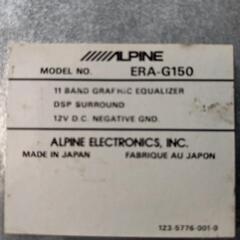 ALPINE
MODEL NO. ERA-G150
11 BAND GRAPHIC EQUALIZER
DSP SURROUND
12V D.C. NEGATIVE GND.
ALPINE ELECTRONICS, INC.
MADE IN JAPAN FABRIQUE AU JAPON
123-5776-001-0